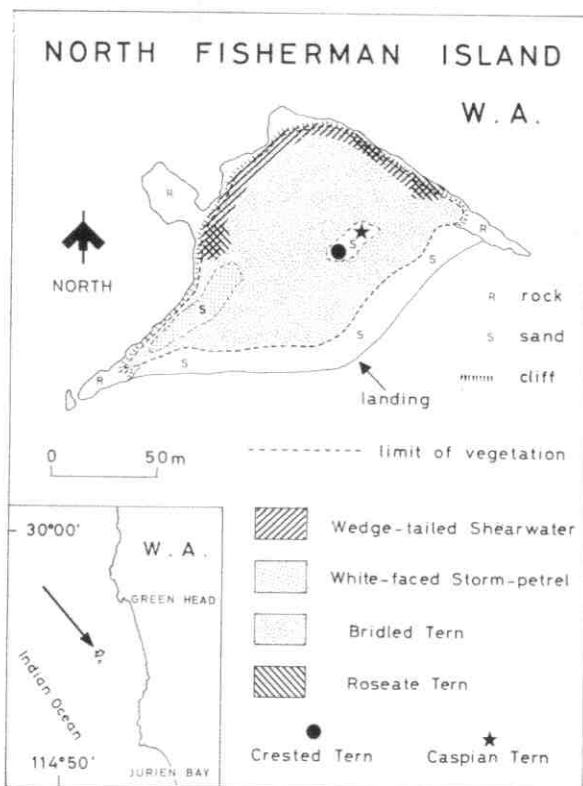 NORTH FISHERMAN ISLAND
W.A.
R
R
S
S
S
S
S
R
NORTH
R rock
S sand
cliff
landing
0 50m
limit of vegetation
30°00'
W.A.
GREEN HEAD
Indian Ocean
114°50'
JURIEN BAY
Wedge-tailed Shearwater
White-faced Storm-petrel
Bridled Tern
Roseate Tern
Crested Tern
Caspian Tern